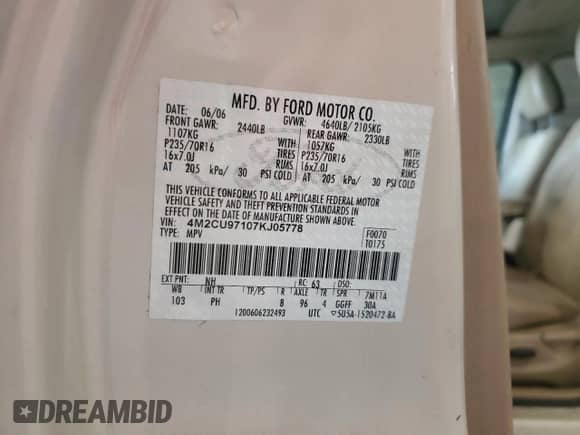 MFD. BY FORD MOTOR CO.
DATE: 06/06 GVWR: 4640LB/ 2105KG
FRONT GAWR: 2440LB REAR GAWR: 2330LB
1107KG WITH 1057KG WITH
P235/70R16 TIRES P235/70R16 TIRES
16x7.0J RIMS 16x7.0J RIMS
AT 205 kPa/ 30 PSI COLD AT 205 kPa/ 30 PSI COLD
THIS VEHICLE CONFORMS TO ALL APPLICABLE FEDERAL MOTOR
VEHICLE SAFETY AND THEFT PREVENTION STANDARDS IN
EFFECT ON THE DATE OF MANUFACTURE SHOWN ABOVE.
VIN: 4M2CU97107KJ05778 F0070
TYPE: MPV T0175
EXT PNT: NH RC: 63 DSO:
WB INT TR TP/PS R AXLE TR SPR 7M11A
103 PH B 96 4 GGFF 30A
1200606232493 UTC ▽5U5A-1520472-BA
DREAMBID